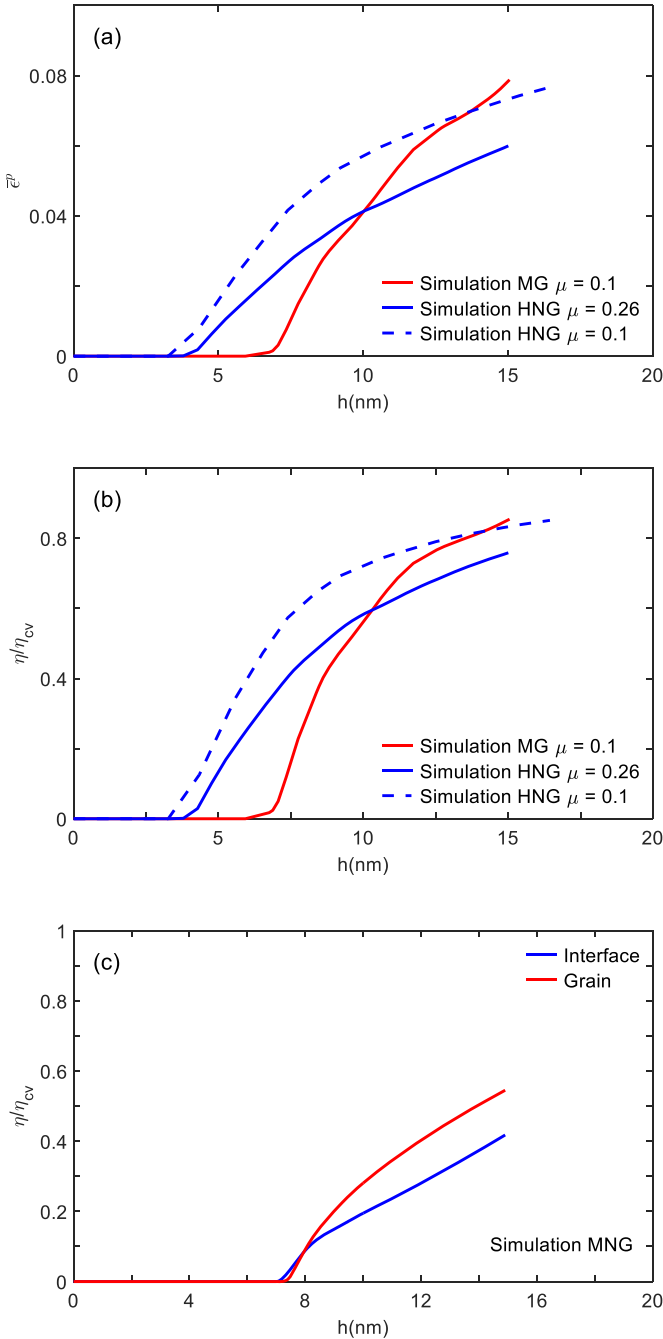 (a)
0.08
0.04
0
ε̅ᵖ
Simulation MG μ = 0.1
Simulation HNG μ = 0.26
Simulation HNG μ = 0.1
0 5 10 15 20
h(nm)
(b)
0.8
0.4
0
η/η_cv
Simulation MG μ = 0.1
Simulation HNG μ = 0.26
Simulation HNG μ = 0.1
0 5 10 15 20
h(nm)
(c)
1
0.8
0.6
0.4
0.2
0
η/η_cv
Interface
Grain
Simulation MNG
0 4 8 12 16 20
h(nm)